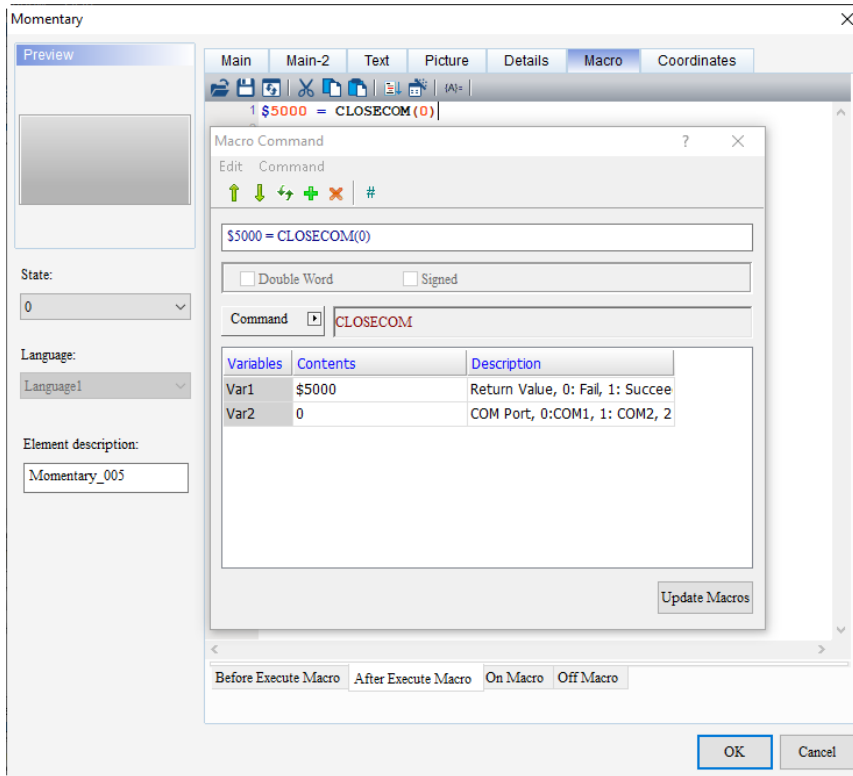 Momentary
Preview
Main Main-2 Text Picture Details Macro Coordinates
{A}=
1 $5000 = CLOSECOM(0)
Macro Command ?
Edit Command
#
$5000 = CLOSECOM(0)
Double Word Signed
Command CLOSECOM
Variables Contents Description
Var1 $5000 Return Value, 0: Fail, 1: Succee
Var2 0 COM Port, 0:COM1, 1: COM2, 2
Update Macros
State:
0
Language:
Language1
Element description:
Momentary_005
Before Execute Macro After Execute Macro On Macro Off Macro
OK Cancel